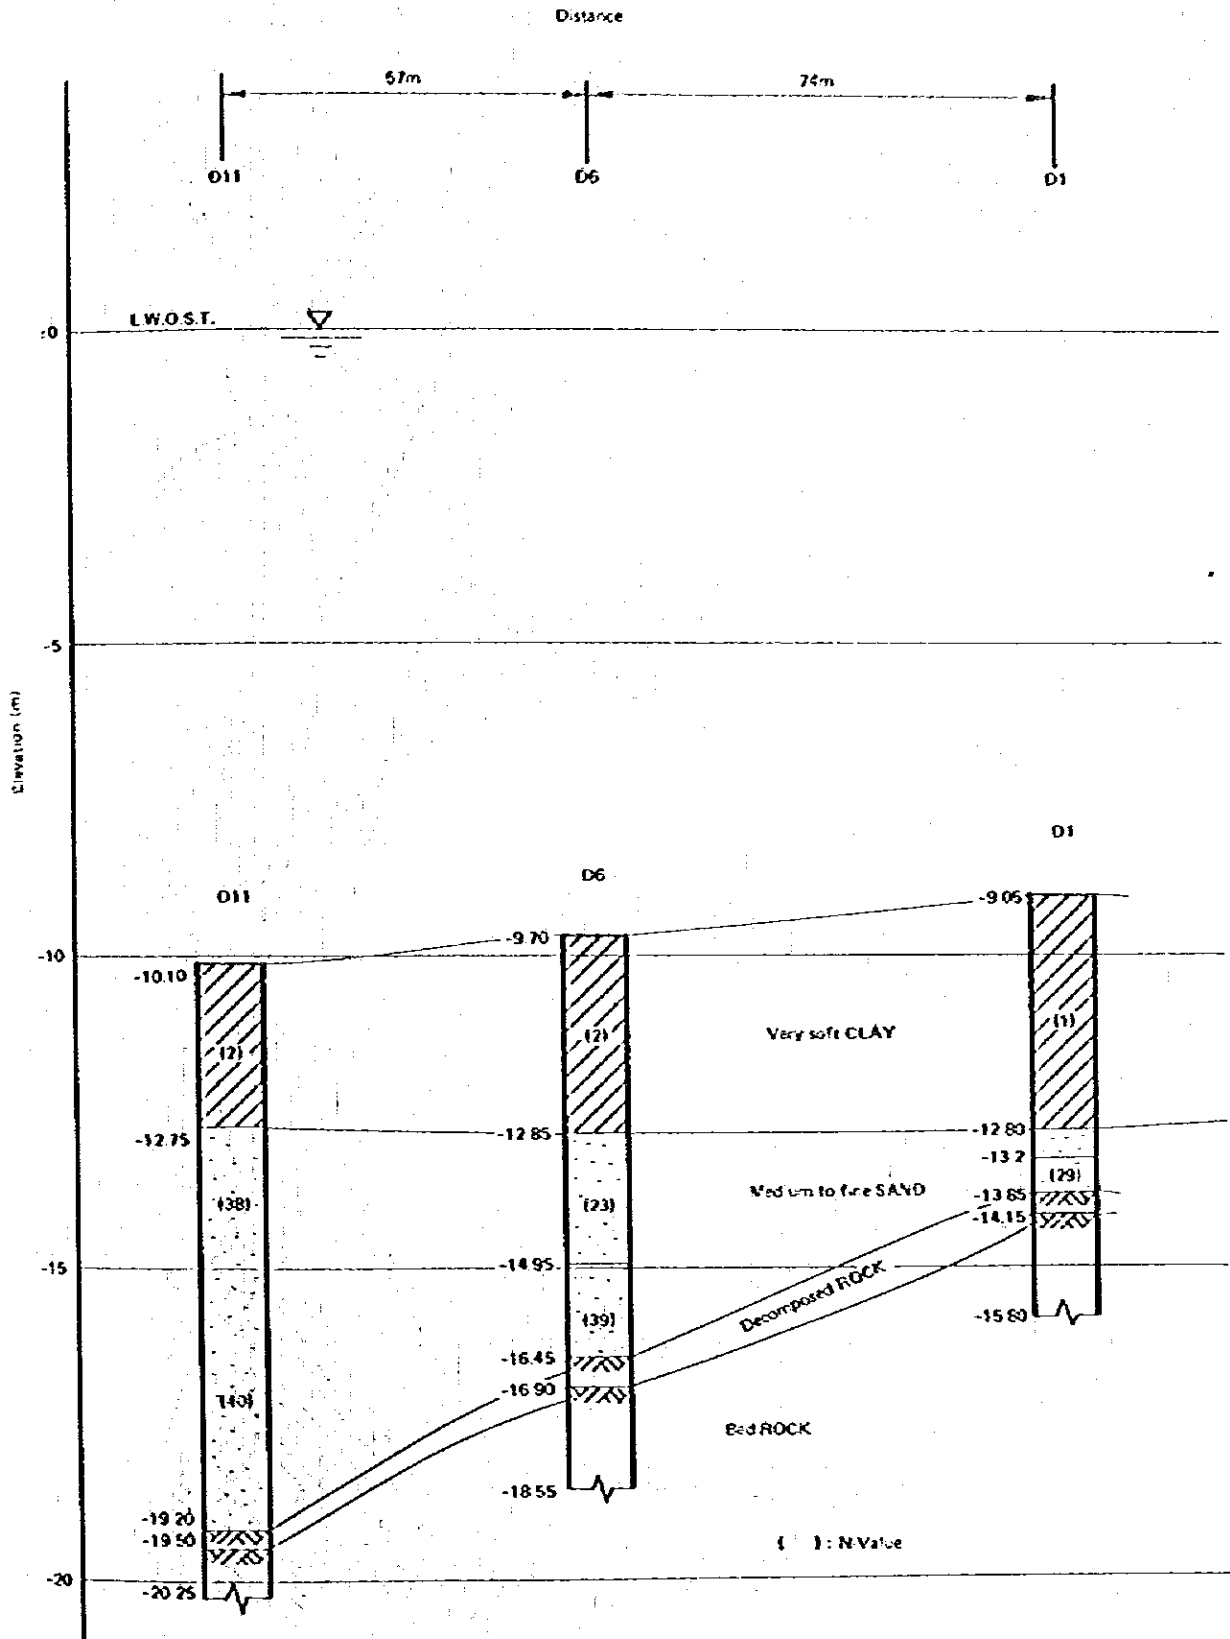 Distance
57m 74m
D11 D6 D1
L.W.O.S.T.
±0
-5
Elevation (m)
D1
D6
D11
-9.05
-9.70
-10
-10.10
(1)
(2) (2) Very soft CLAY
-12.75 -12.85 -12.80
-13.2
(29)
(38) (23) Medium to fine SAND -13.85
-14.15
-14.95
-15
Decomposed ROCK
(39) -15.80
-16.45
-16.90
(40)
Bed ROCK
-18.55
-19.20
-19.50
( ) : N-Value
-20
-20.25